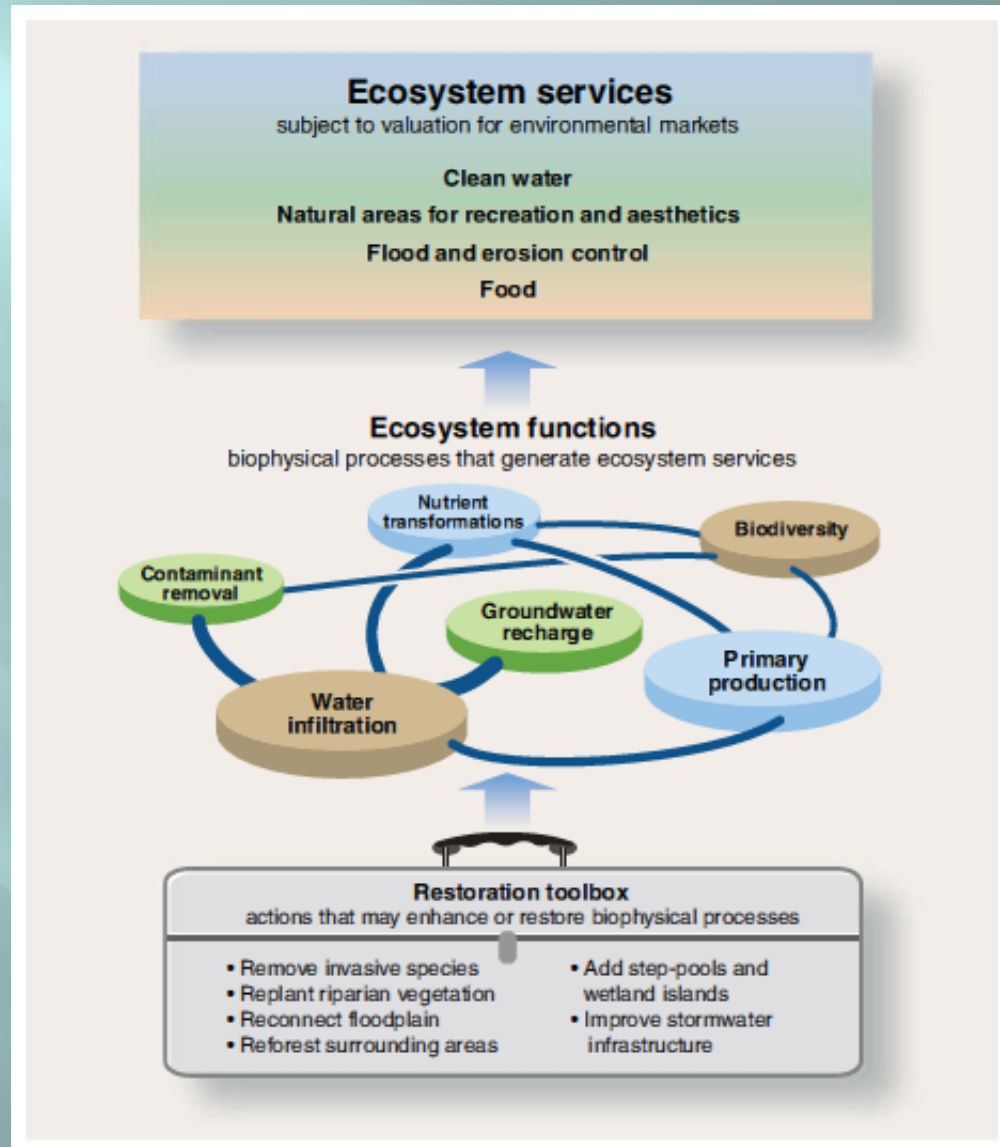 Ecosystem services
subject to valuation for environmental markets
Clean water
Natural areas for recreation and aesthetics
Flood and erosion control
Food
Ecosystem functions
biophysical processes that generate ecosystem services
Nutrient
transformations
Biodiversity
Contaminant
removal
Groundwater
recharge
Primary
production
Water
infiltration
Restoration toolbox
actions that may enhance or restore biophysical processes
• Remove invasive species
• Replant riparian vegetation
• Reconnect floodplain
• Reforest surrounding areas
• Add step-pools and
wetland islands
• Improve stormwater
infrastructure